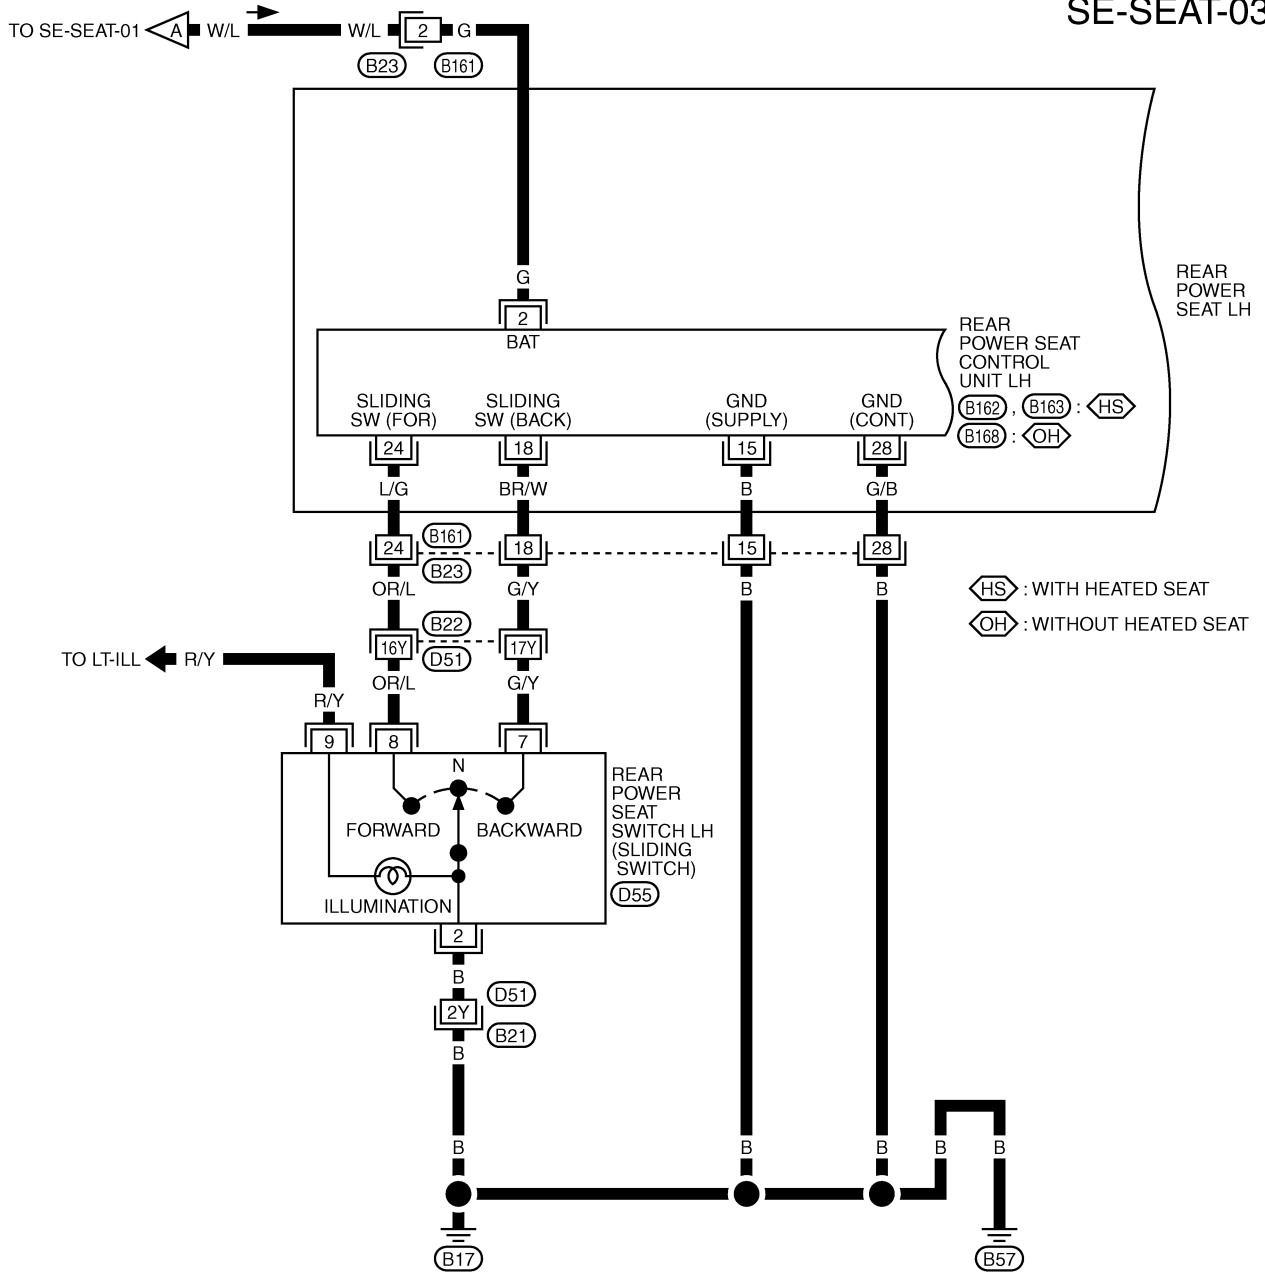 SE-SEAT-03
TO SE-SEAT-01 A W/L W/L 2 G
B23 B161
REAR
POWER
SEAT LH
G
2
BAT
REAR
POWER SEAT
CONTROL
UNIT LH
B162 , B163 : HS
B168 : OH
SLIDING
SW (FOR)
SLIDING
SW (BACK)
GND
(SUPPLY)
GND
(CONT)
24 18 15 28
L/G BR/W B G/B
B161
24 18 15 28
B23
OR/L G/Y B B
HS : WITH HEATED SEAT
OH : WITHOUT HEATED SEAT
B22
16Y 17Y
D51
TO LT-ILL R/Y
OR/L G/Y
R/Y
9 8 7
N
FORWARD BACKWARD
ILLUMINATION
REAR
POWER
SEAT
SWITCH LH
(SLIDING
SWITCH)
D55
2
B
D51
2Y
B21
B
B B B B B
B17 B57